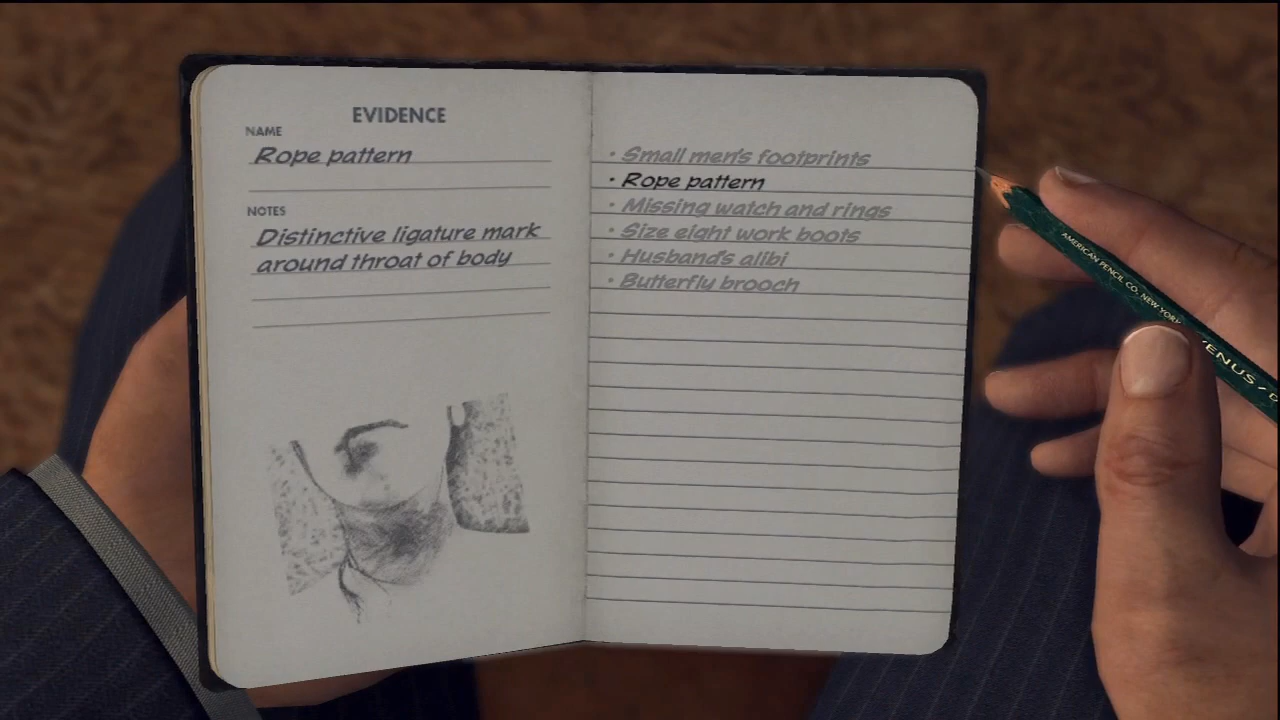 EVIDENCE
NAME
Rope pattern
NOTES
Distinctive ligature mark
around throat of body
• Small men's footprints
• Rope pattern
• Missing watch and rings
• Size eight work boots
• Husband's alibi
• Butterfly brooch
AMERICAN PENCIL CO. NEW YORK
VENUS